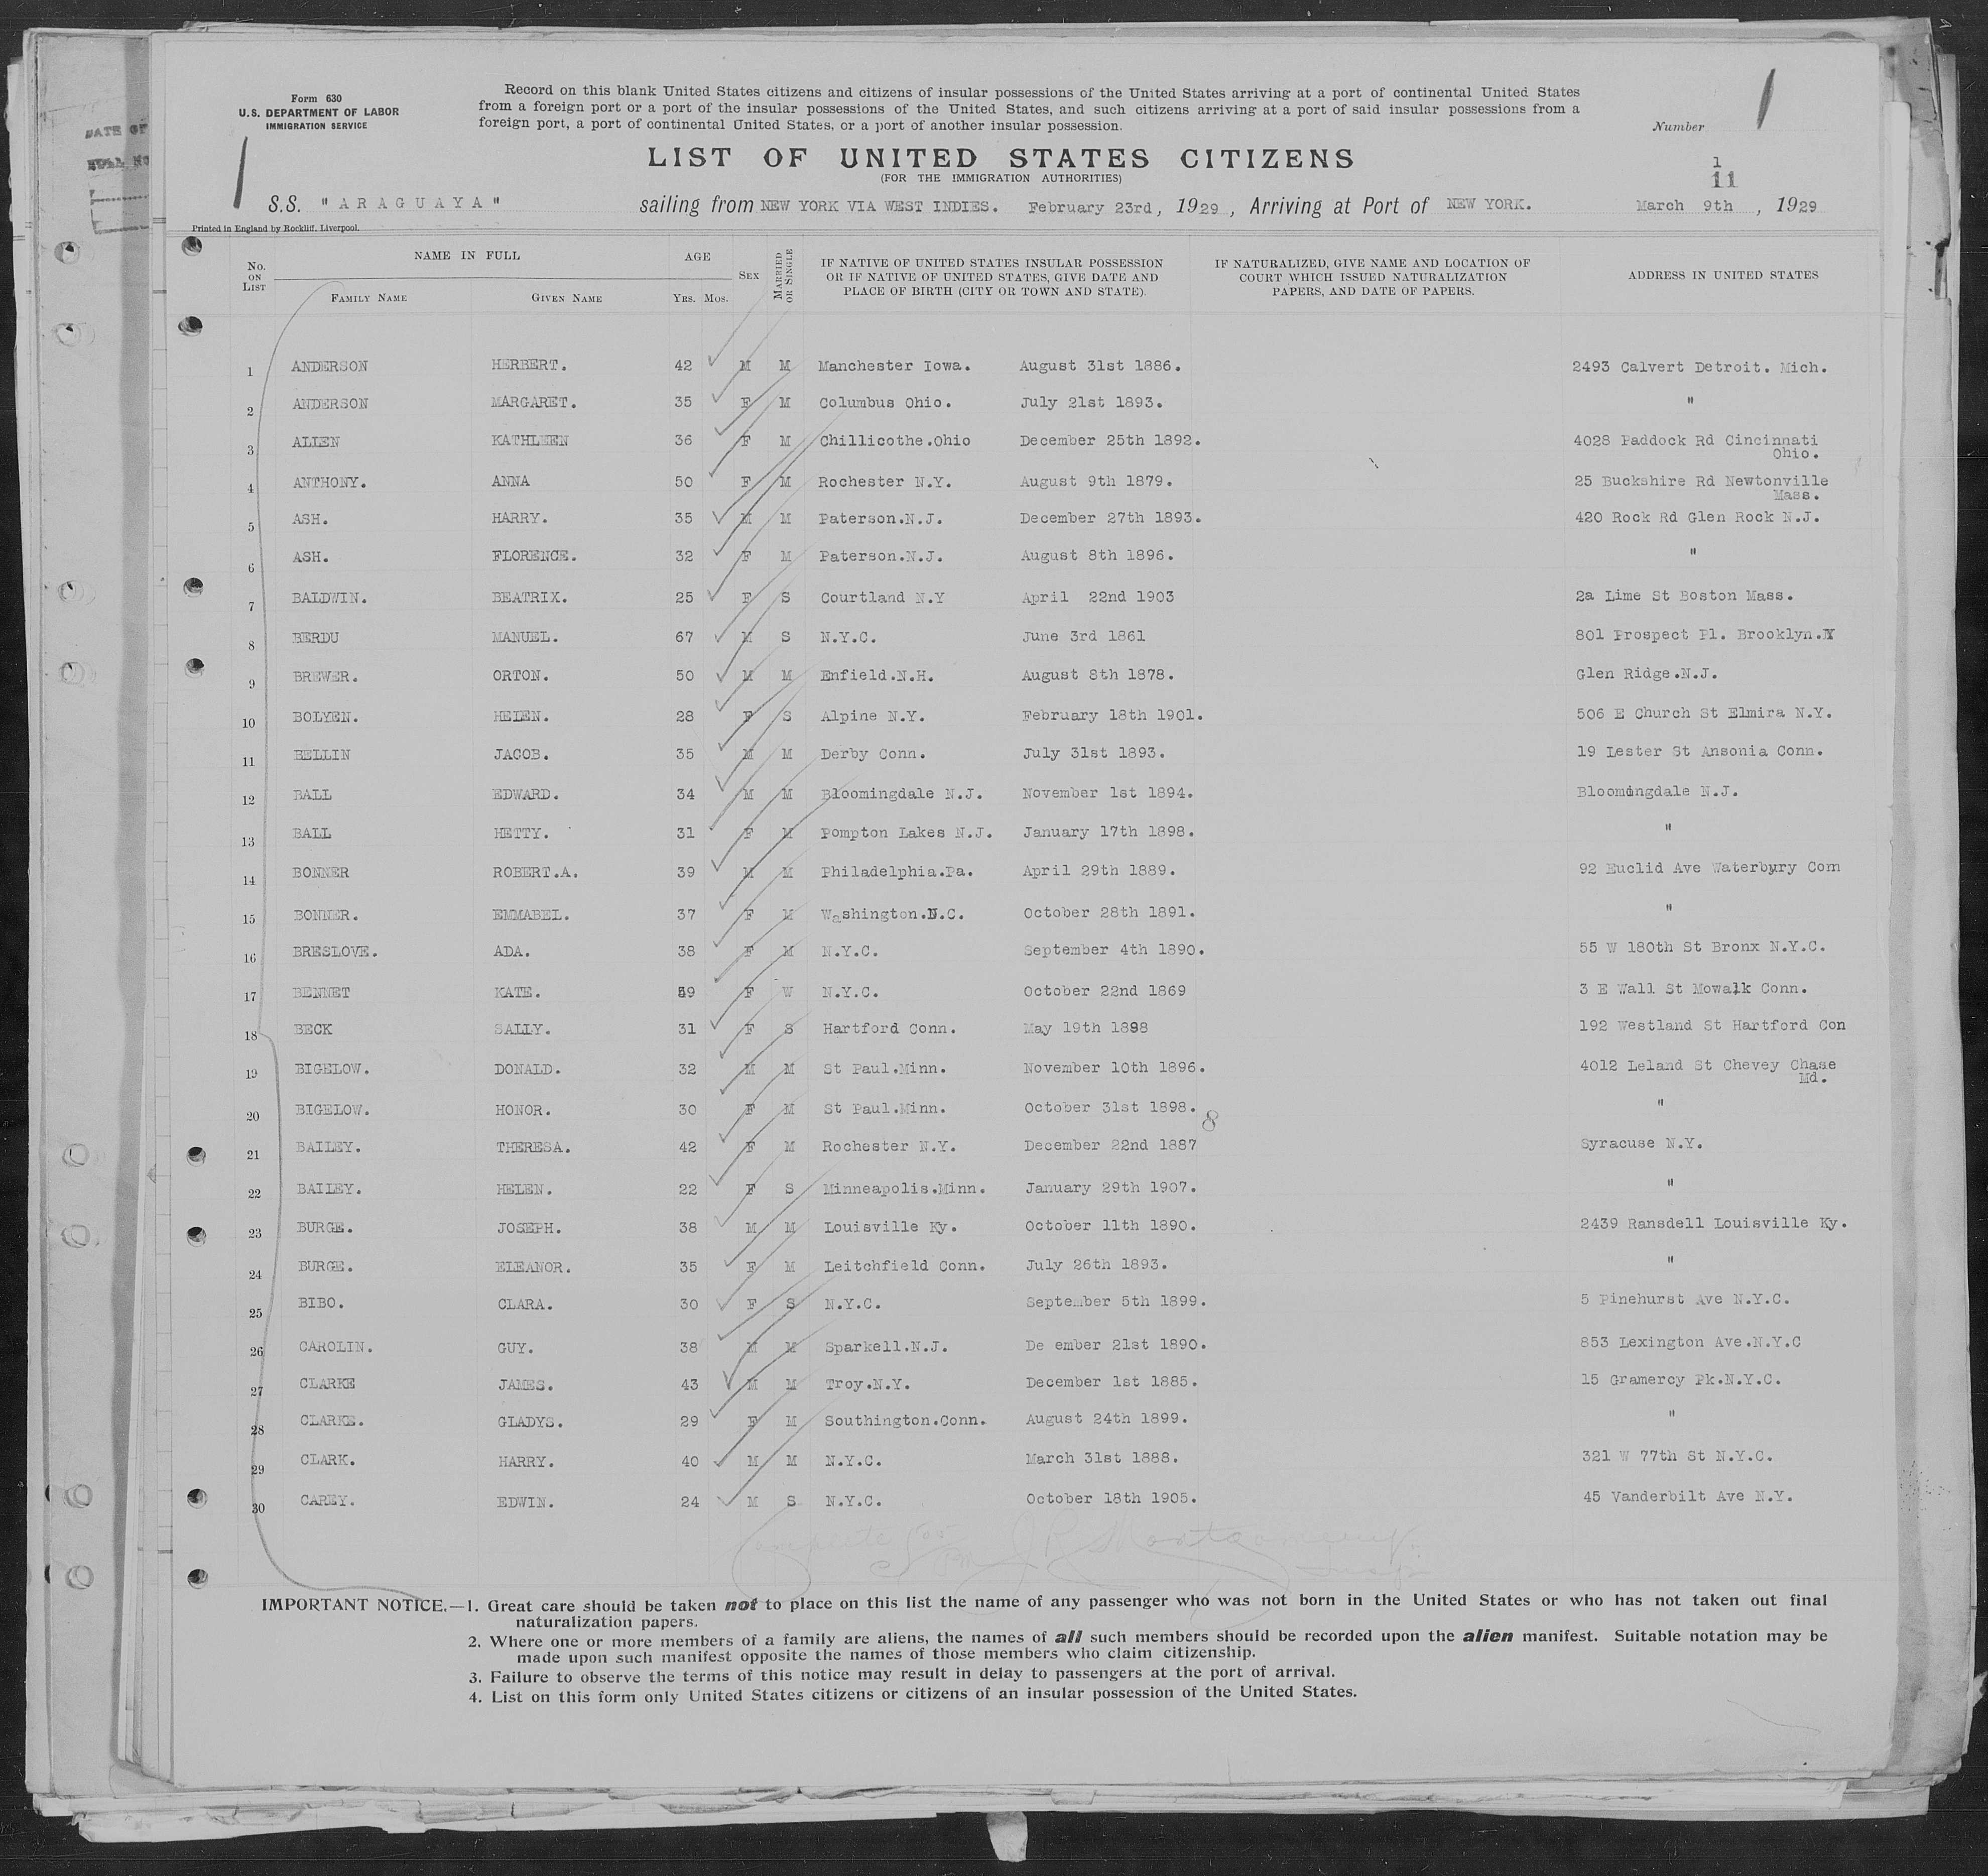 Form 630
U.S. DEPARTMENT OF LABOR
IMMIGRATION SERVICE
Record on this blank United States citizens and citizens of insular possessions of the United States arriving at a port of continental United States
from a foreign port or a port of the insular possessions of the United States, and such citizens arriving at a port of said insular possessions from a
foreign port, a port of continental United States, or a port of another insular possession.
Number
LIST OF UNITED STATES CITIZENS
(FOR THE IMMIGRATION AUTHORITIES)
1
11
S.S. "ARAGUAYA" sailing from NEW YORK VIA WEST INDIES. February 23rd, 1929, Arriving at Port of NEW YORK. March 9th, 1929
Printed in England by Rockliff, Liverpool.
No. ON LIST NAME IN FULL FAMILY NAME GIVEN NAME AGE YRS. MOS. SEX MARRIED OR SINGLE IF NATIVE OF UNITED STATES INSULAR POSSESSION OR IF NATIVE OF UNITED STATES, GIVE DATE AND PLACE OF BIRTH (CITY OR TOWN AND STATE). IF NATURALIZED, GIVE NAME AND LOCATION OF COURT WHICH ISSUED NATURALIZATION PAPERS, AND DATE OF PAPERS. ADDRESS IN UNITED STATES
1 ANDERSON HERBERT. 42 M M Manchester Iowa. August 31st 1886. 2493 Calvert Detroit. Mich.
2 ANDERSON MARGARET. 35 F M Columbus Ohio. July 21st 1893. "
3 ALLEN KATHLEEN 36 F M Chillicothe.Ohio December 25th 1892. 4028 Paddock Rd Cincinnati
Ohio.
4 ANTHONY. ANNA 50 F M Rochester N.Y. August 9th 1879. 25 Buckshire Rd Newtonville
Mass.
5 ASH. HARRY. 35 M M Paterson.N.J. December 27th 1893. 420 Rock Rd Glen Rock N.J.
6 ASH. FLORENCE. 32 F M Paterson.N.J. August 8th 1896. "
7 BALDWIN. BEATRIX. 25 F S Courtland N.Y April 22nd 1903 2a Lime St Boston Mass.
8 BERDU MANUEL. 67 M S N.Y.C. June 3rd 1861 801 Prospect Pl. Brooklyn.
9 BREWER. ORTON. 50 M M Enfield.N.H. August 8th 1878. Glen Ridge.N.J.
10 BOLYEN. HELEN. 28 F S Alpine N.Y. February 18th 1901. 506 E Church St Elmira N.Y.
11 BELLIN JACOB. 35 M M Derby Conn. July 31st 1893. 19 Lester St Ansonia Conn.
12 BALL EDWARD. 34 M M Bloomingdale N.J. November 1st 1894. Bloomingdale N.J.
13 BALL HETTY. 31 F M Pompton Lakes N.J. January 17th 1898. "
14 BONNER ROBERT.A. 39 M M Philadelphia.Pa. April 29th 1889. 92 Euclid Ave Waterbury Com
15 BONNER. EMMABEL. 37 F M Washington.D.C. October 28th 1891. "
16 BRESLOVE. ADA. 38 F M N.Y.C. September 4th 1890. 55 W 180th St Bronx N.Y.C.
17 BENNET KATE. 59 F W N.Y.C. October 22nd 1869 3 E Wall St Mowalk Conn.
18 BECK SALLY. 31 F S Hartford Conn. May 19th 1898 192 Westland St Hartford Con
19 BIGELOW. DONALD. 32 M M St Paul.Minn. November 10th 1896. 4012 Leland St Chevey Chase
Md.
20 BIGELOW. HONOR. 30 F M St Paul.Minn. October 31st 1898. 8 "
21 BAILEY. THERESA. 42 F M Rochester N.Y. December 22nd 1887 Syracuse N.Y.
22 BAILEY. HELEN. 22 F S Minneapolis.Minn. January 29th 1907. "
23 BURGE. JOSEPH. 38 M M Louisville Ky. October 11th 1890. 2439 Ransdell Louisville Ky.
24 BURGE. ELEANOR. 35 F M Leitchfield Conn. July 26th 1893. "
25 BIBO. CLARA. 30 F S N.Y.C. September 5th 1899. 5 Pinehurst Ave N.Y.C.
26 CAROLIN. GUY. 38 M M Sparkell.N.J. De ember 21st 1890. 853 Lexington Ave.N.Y.C
27 CLARKE JAMES. 43 M M Troy.N.Y. December 1st 1885. 15 Gramercy Pk.N.Y.C.
28 CLARKE. GLADYS. 29 F M Southington.Conn. August 24th 1899. "
29 CLARK. HARRY. 40 M M N.Y.C. March 31st 1888. 321 W 77th St N.Y.C.
30 CAREY. EDWIN. 24 M S N.Y.C. October 18th 1905. 45 Vanderbilt Ave N.Y.
IMPORTANT NOTICE.—1. Great care should be taken not to place on this list the name of any passenger who was not born in the United States or who has not taken out final
naturalization papers.
2. Where one or more members of a family are aliens, the names of all such members should be recorded upon the alien manifest. Suitable notation may be
made upon such manifest opposite the names of those members who claim citizenship.
3. Failure to observe the terms of this notice may result in delay to passengers at the port of arrival.
4. List on this form only United States citizens or citizens of an insular possession of the United States.